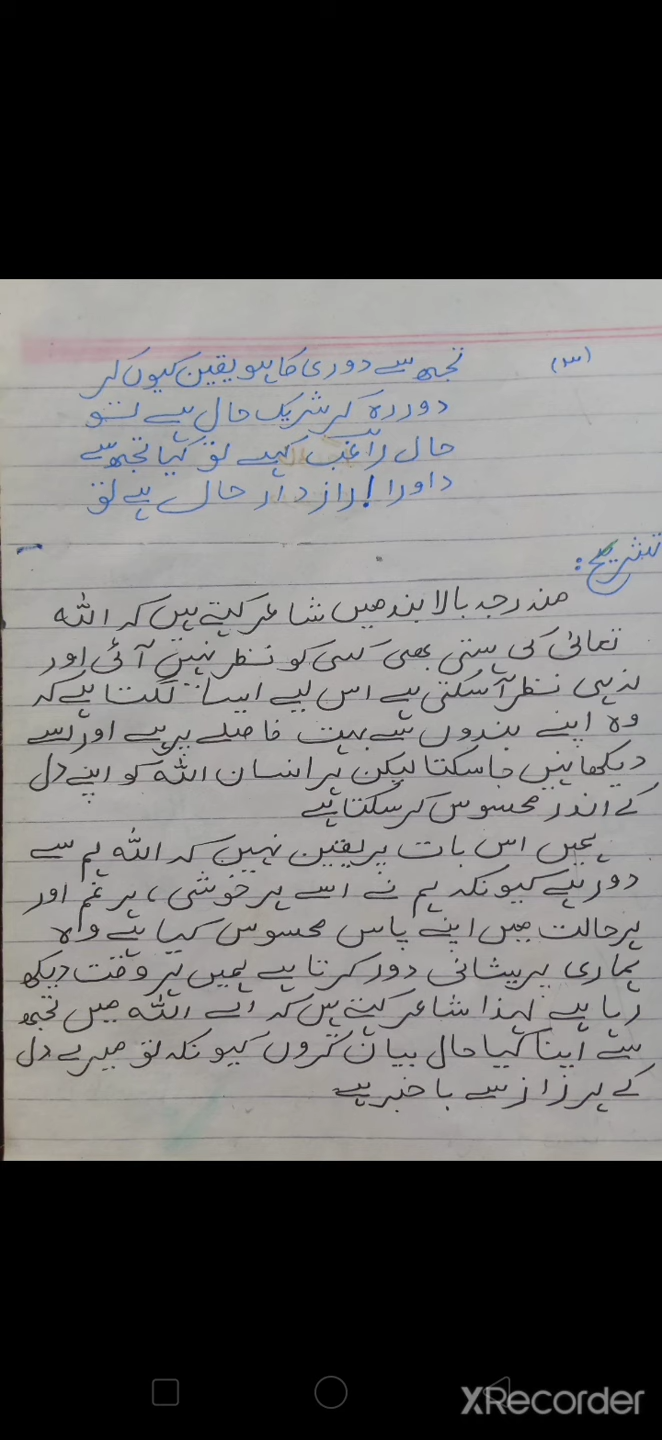 (۳) تجھ سے دوری کا ہو یقین کیوں کر
دور رہ کر شریک حال ہے تو
حال راغب کہے تو کیا تجھ سے
داورا! راز دار حال ہے تو
تشریح:
مندرجہ بالا بند میں شاعر کہتے ہیں کہ اللہ
تعالیٰ کی ہستی بھی کسی کو نظر نہیں آئی اور
نہ ہی نظر آسکتی ہے اس لیے ایسا لگتا ہے کہ
وہ اپنے بندوں سے بہت فاصلے پر ہے اور اسے
دیکھا نہیں جاسکتا لیکن ہر انسان اللہ کو اپنے دل
کے اندر محسوس کرسکتا ہے
ہمیں اس بات پر یقین نہیں کہ اللہ ہم سے
دور ہے کیونکہ ہم نے اسے ہر خوشی، ہر غم اور
ہر حالت میں اپنے پاس محسوس کیا ہے وہ
ہماری پریشانی دور کرتا ہے ہمیں ہر وقت دیکھ
رہا ہے لہذا شاعر کہتے ہیں کہ اے اللہ میں تجھ
سے اپنا کیا حال بیان کروں کیونکہ تو میرے دل
کے ہر راز سے باخبر ہے
XRecorder